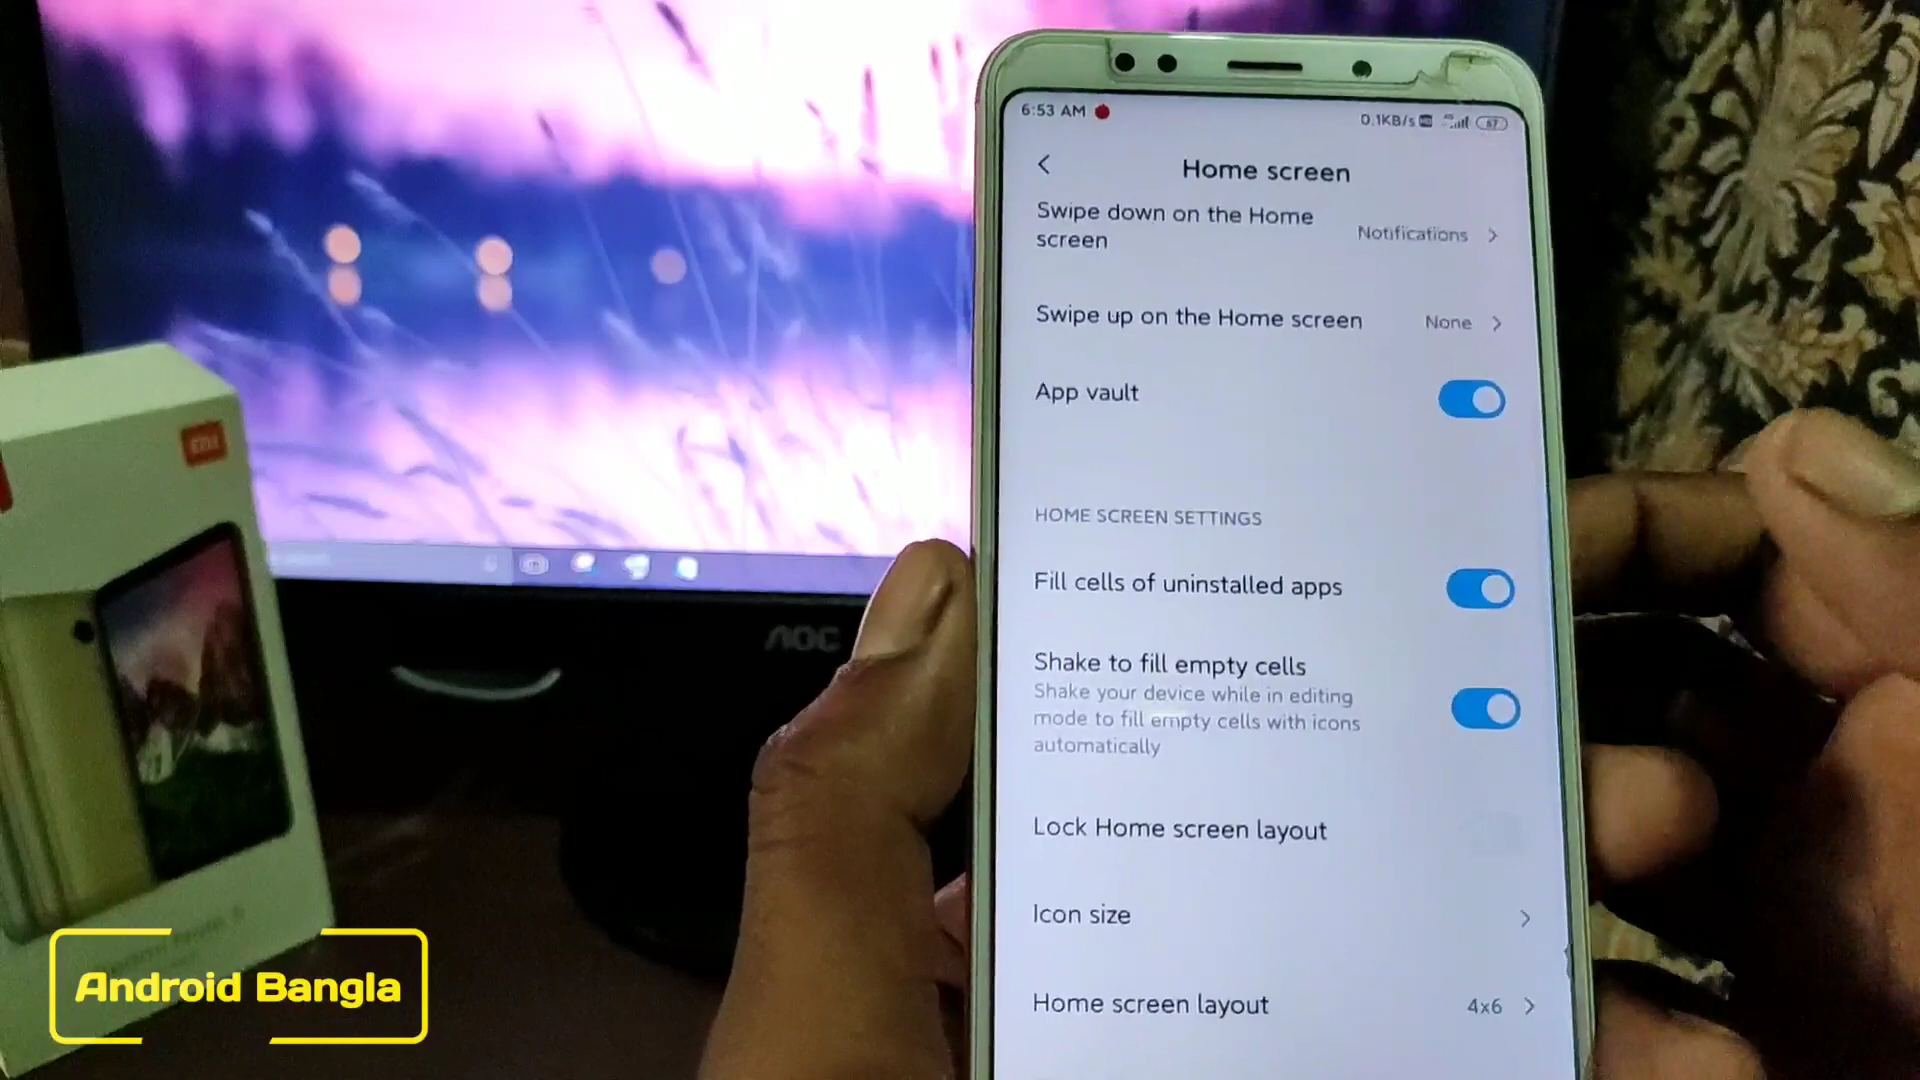 6:53 AM
0.1KB/s
67
Home screen
Swipe down on the Home
screen
Notifications
Swipe up on the Home screen
None
App vault
HOME SCREEN SETTINGS
Fill cells of uninstalled apps
Shake to fill empty cells
Shake your device while in editing
mode to fill empty cells with icons
automatically
Lock Home screen layout
Icon size
Home screen layout
4x6
AOC
Android Bangla